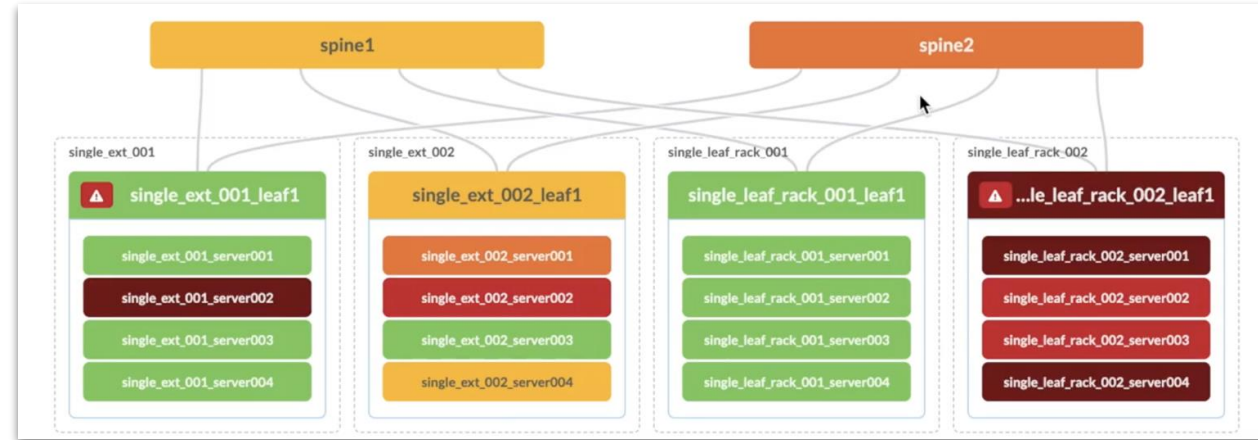 spine1
spine2
single_ext_001
single_ext_001_leaf1
single_ext_001_server001
single_ext_001_server002
single_ext_001_server003
single_ext_001_server004
single_ext_002
single_ext_002_leaf1
single_ext_002_server001
single_ext_002_server002
single_ext_002_server003
single_ext_002_server004
single_leaf_rack_001
single_leaf_rack_001_leaf1
single_leaf_rack_001_server001
single_leaf_rack_001_server002
single_leaf_rack_001_server003
single_leaf_rack_001_server004
single_leaf_rack_002
...le_leaf_rack_002_leaf1
single_leaf_rack_002_server001
single_leaf_rack_002_server002
single_leaf_rack_002_server003
single_leaf_rack_002_server004